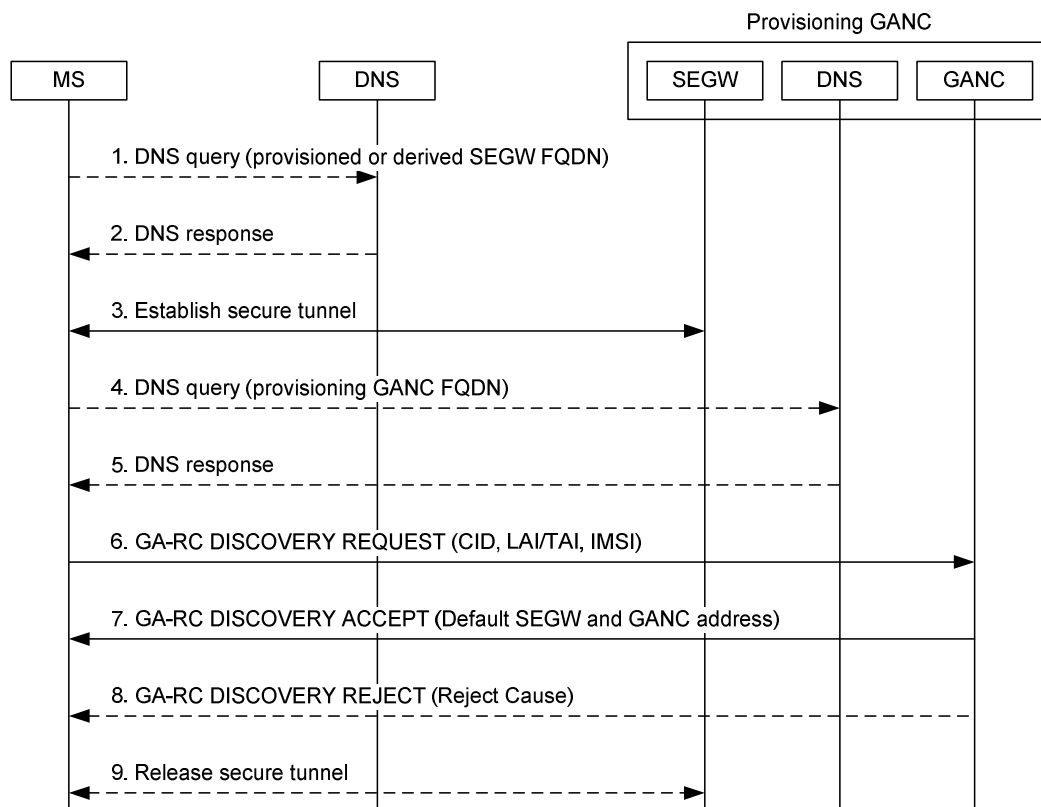 Provisioning GANC
MS
DNS
SEGW
DNS
GANC
1. DNS query (provisioned or derived SEGW FQDN)
2. DNS response
3. Establish secure tunnel
4. DNS query (provisioning GANC FQDN)
5. DNS response
6. GA-RC DISCOVERY REQUEST (CID, LAI/TAI, IMSI)
7. GA-RC DISCOVERY ACCEPT (Default SEGW and GANC address)
8. GA-RC DISCOVERY REJECT (Reject Cause)
9. Release secure tunnel